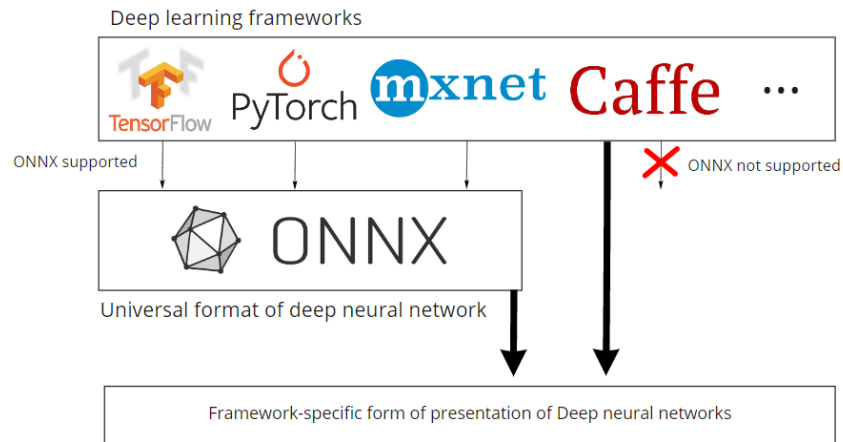 Deep learning frameworks
TensorFlow
PyTorch
mxnet
Caffe
...
ONNX supported
ONNX not supported
ONNX
Universal format of deep neural network
Framework-specific form of presentation of Deep neural networks